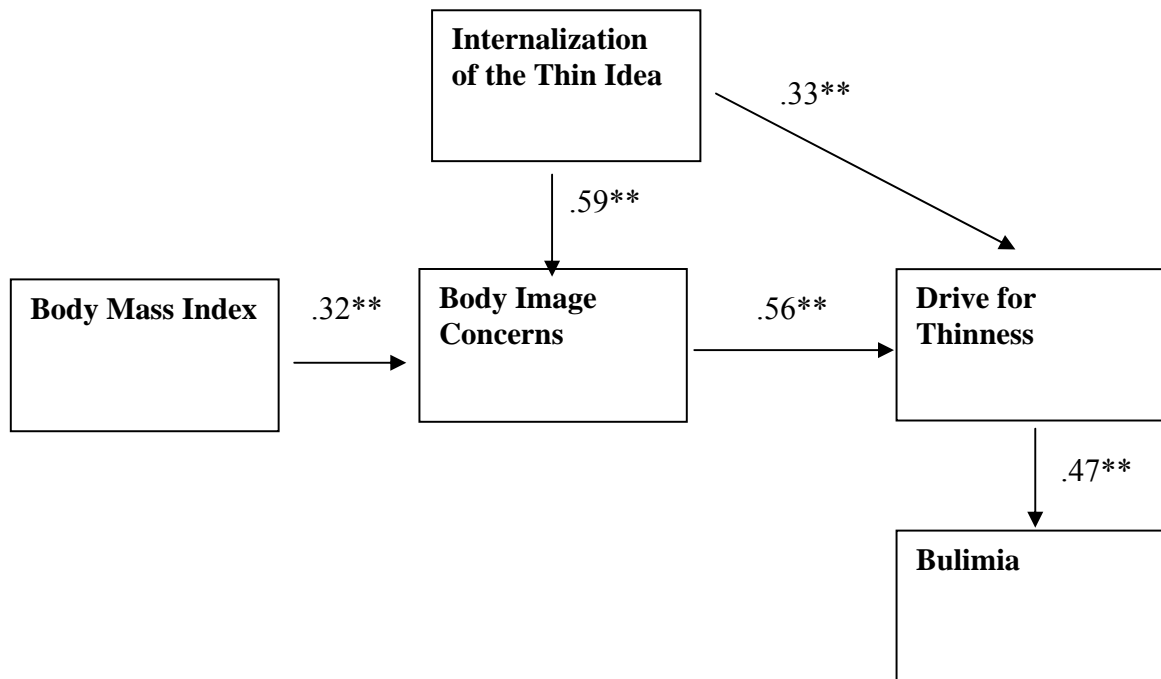 Internalization
of the Thin Idea
.33**
.59**
Body Mass Index
.32**
Body Image
Concerns
.56**
Drive for
Thinness
.47**
Bulimia